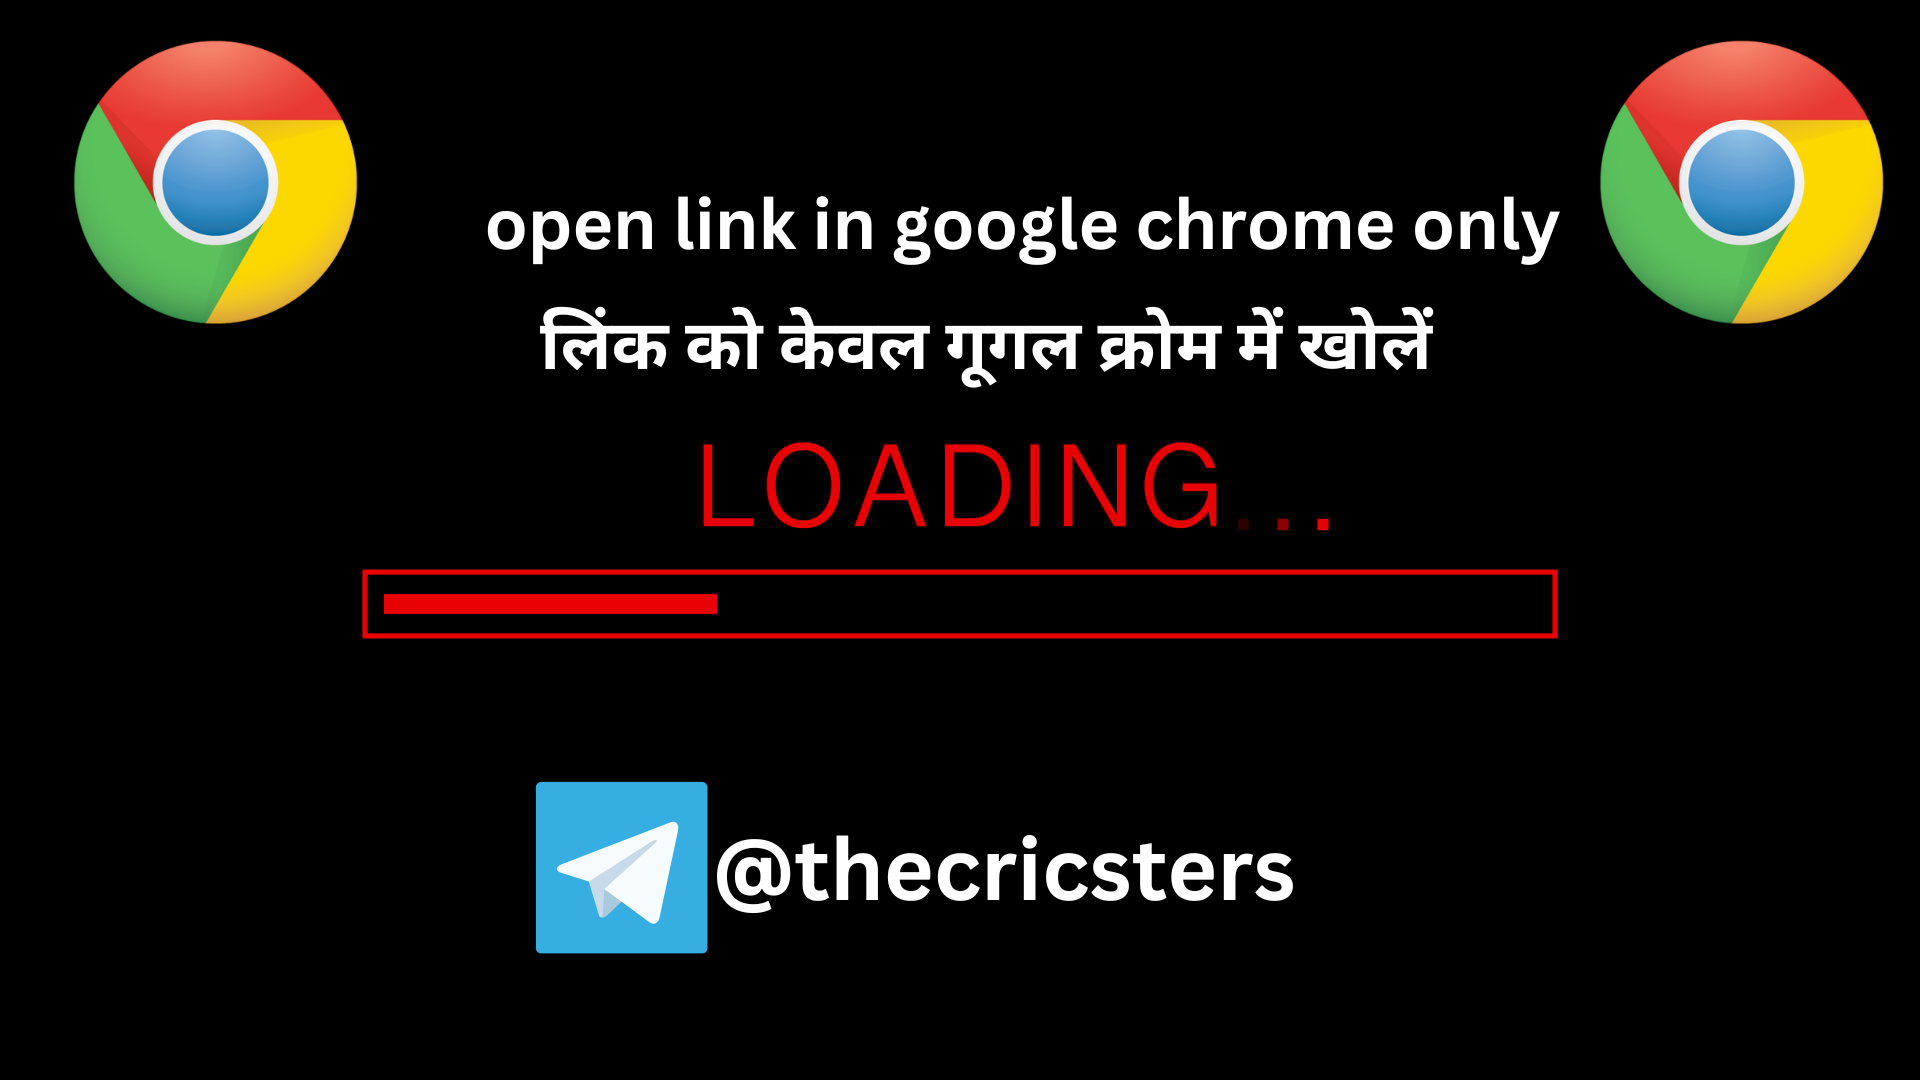 open link in google chrome only
लिंक को केवल गूगल क्रोम में खोलें
LOADING...
@thecricsters